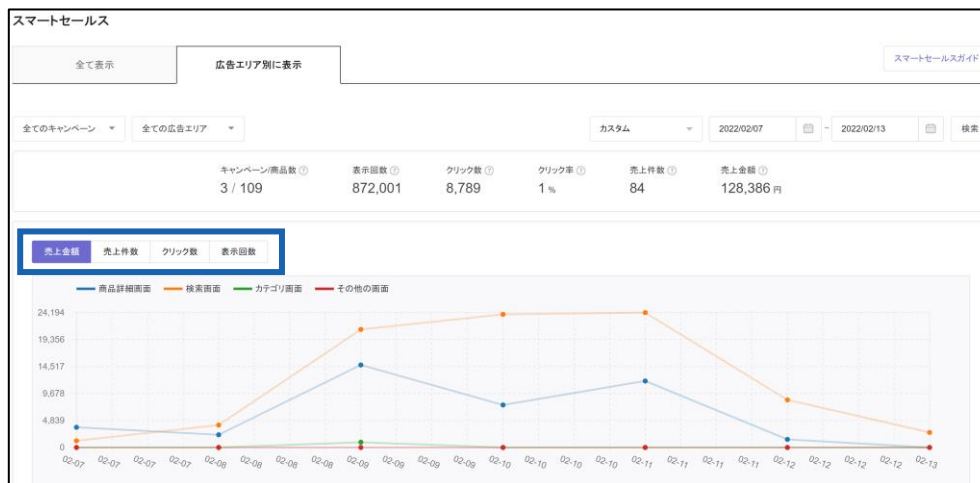 スマートセールス
全て表示 広告エリア別に表示 スマートセールスガイド
全てのキャンペーン 全ての広告エリア カスタム 2022/02/07 ~ 2022/02/13 検索
キャンペーン/商品数 表示回数 クリック数 クリック率 売上件数 売上金額
3 / 109 872,001 8,789 1 % 84 128,386 円
売上金額 売上件数 クリック数 表示回数
商品詳細画面 検索画面 カテゴリ画面 その他の画面
24,194
19,356
14,517
9,678
4,839
0
02-07 02-07 02-07 02-07 02-08 02-08 02-08 02-08 02-09 02-09 02-09 02-09 02-10 02-10 02-10 02-10 02-11 02-11 02-11 02-11 02-12 02-12 02-12 02-12 02-13